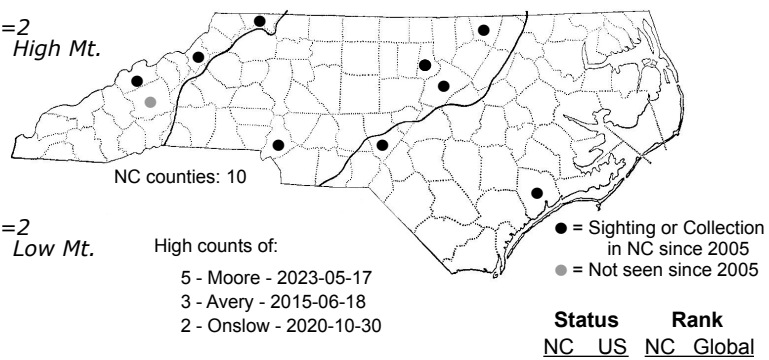 =2
High Mt.
NC counties: 10
=2
Low Mt.
High counts of:
5 - Moore - 2023-05-17
3 - Avery - 2015-06-18
2 - Onslow - 2020-10-30
= Sighting or Collection
in NC since 2005
= Not seen since 2005
Status Rank
NC US NC Global